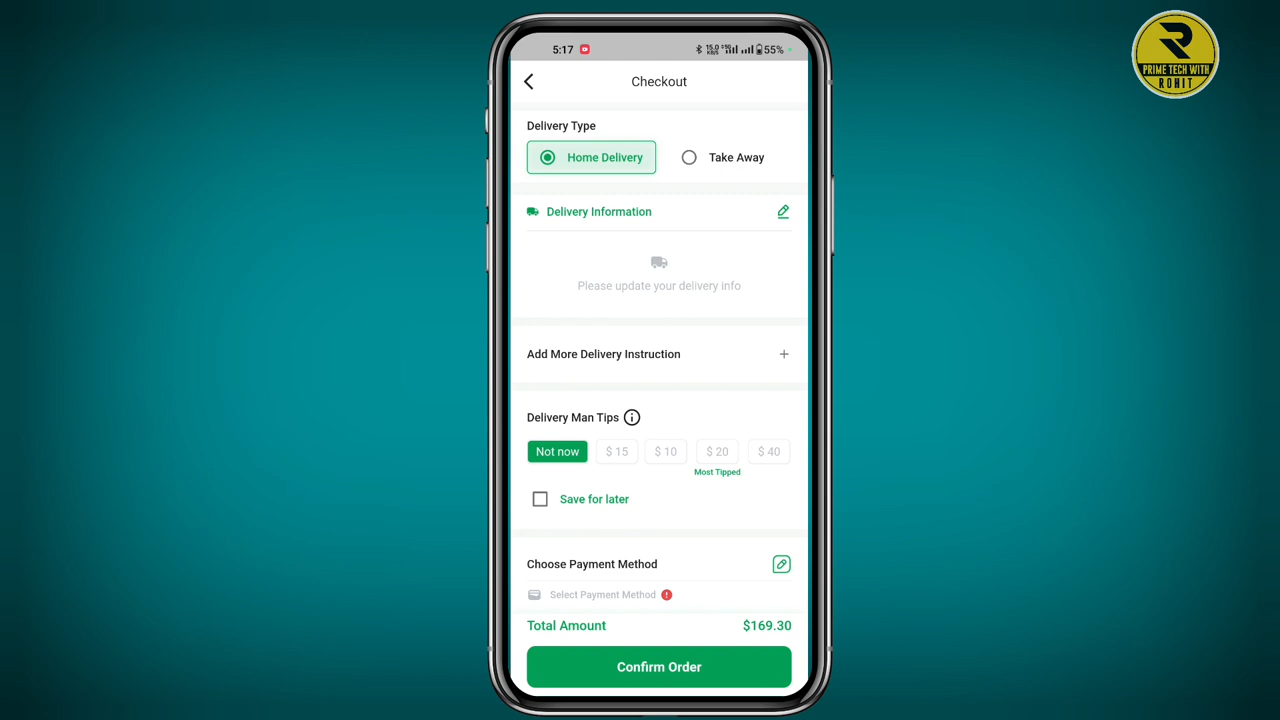 5:17
55%
PRIME TECH WITH
ROHIT
Checkout
Delivery Type
Home Delivery
Take Away
Delivery Information
Please update your delivery info
Add More Delivery Instruction +
Delivery Man Tips
Not now $ 15 $ 10 $ 20 $ 40
Most Tipped
Save for later
Choose Payment Method
Select Payment Method
Total Amount $169.30
Confirm Order